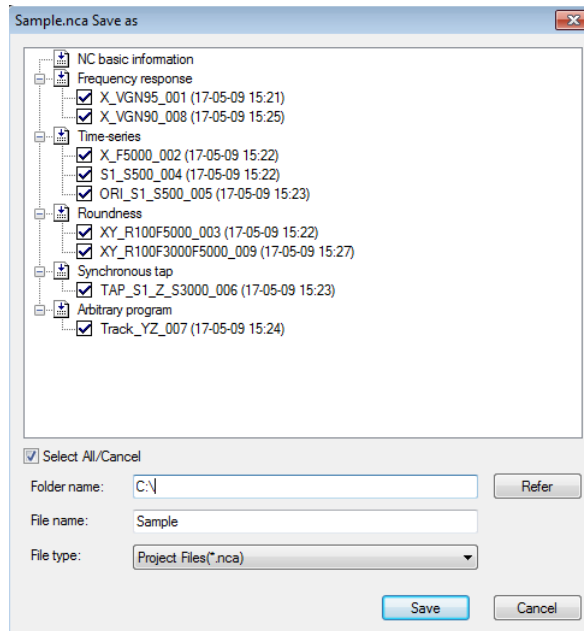 Sample.nca Save as
NC basic information
Frequency response
X_VGN95_001 (17-05-09 15:21)
X_VGN90_008 (17-05-09 15:25)
Time-series
X_F5000_002 (17-05-09 15:22)
S1_S500_004 (17-05-09 15:22)
ORI_S1_S500_005 (17-05-09 15:23)
Roundness
XY_R100F5000_003 (17-05-09 15:22)
XY_R100F3000F5000_009 (17-05-09 15:27)
Synchronous tap
TAP_S1_Z_S3000_006 (17-05-09 15:23)
Arbitrary program
Track_YZ_007 (17-05-09 15:24)
Select All/Cancel
Folder name: C:\ Refer
File name: Sample
File type: Project Files(*.nca)
Save Cancel